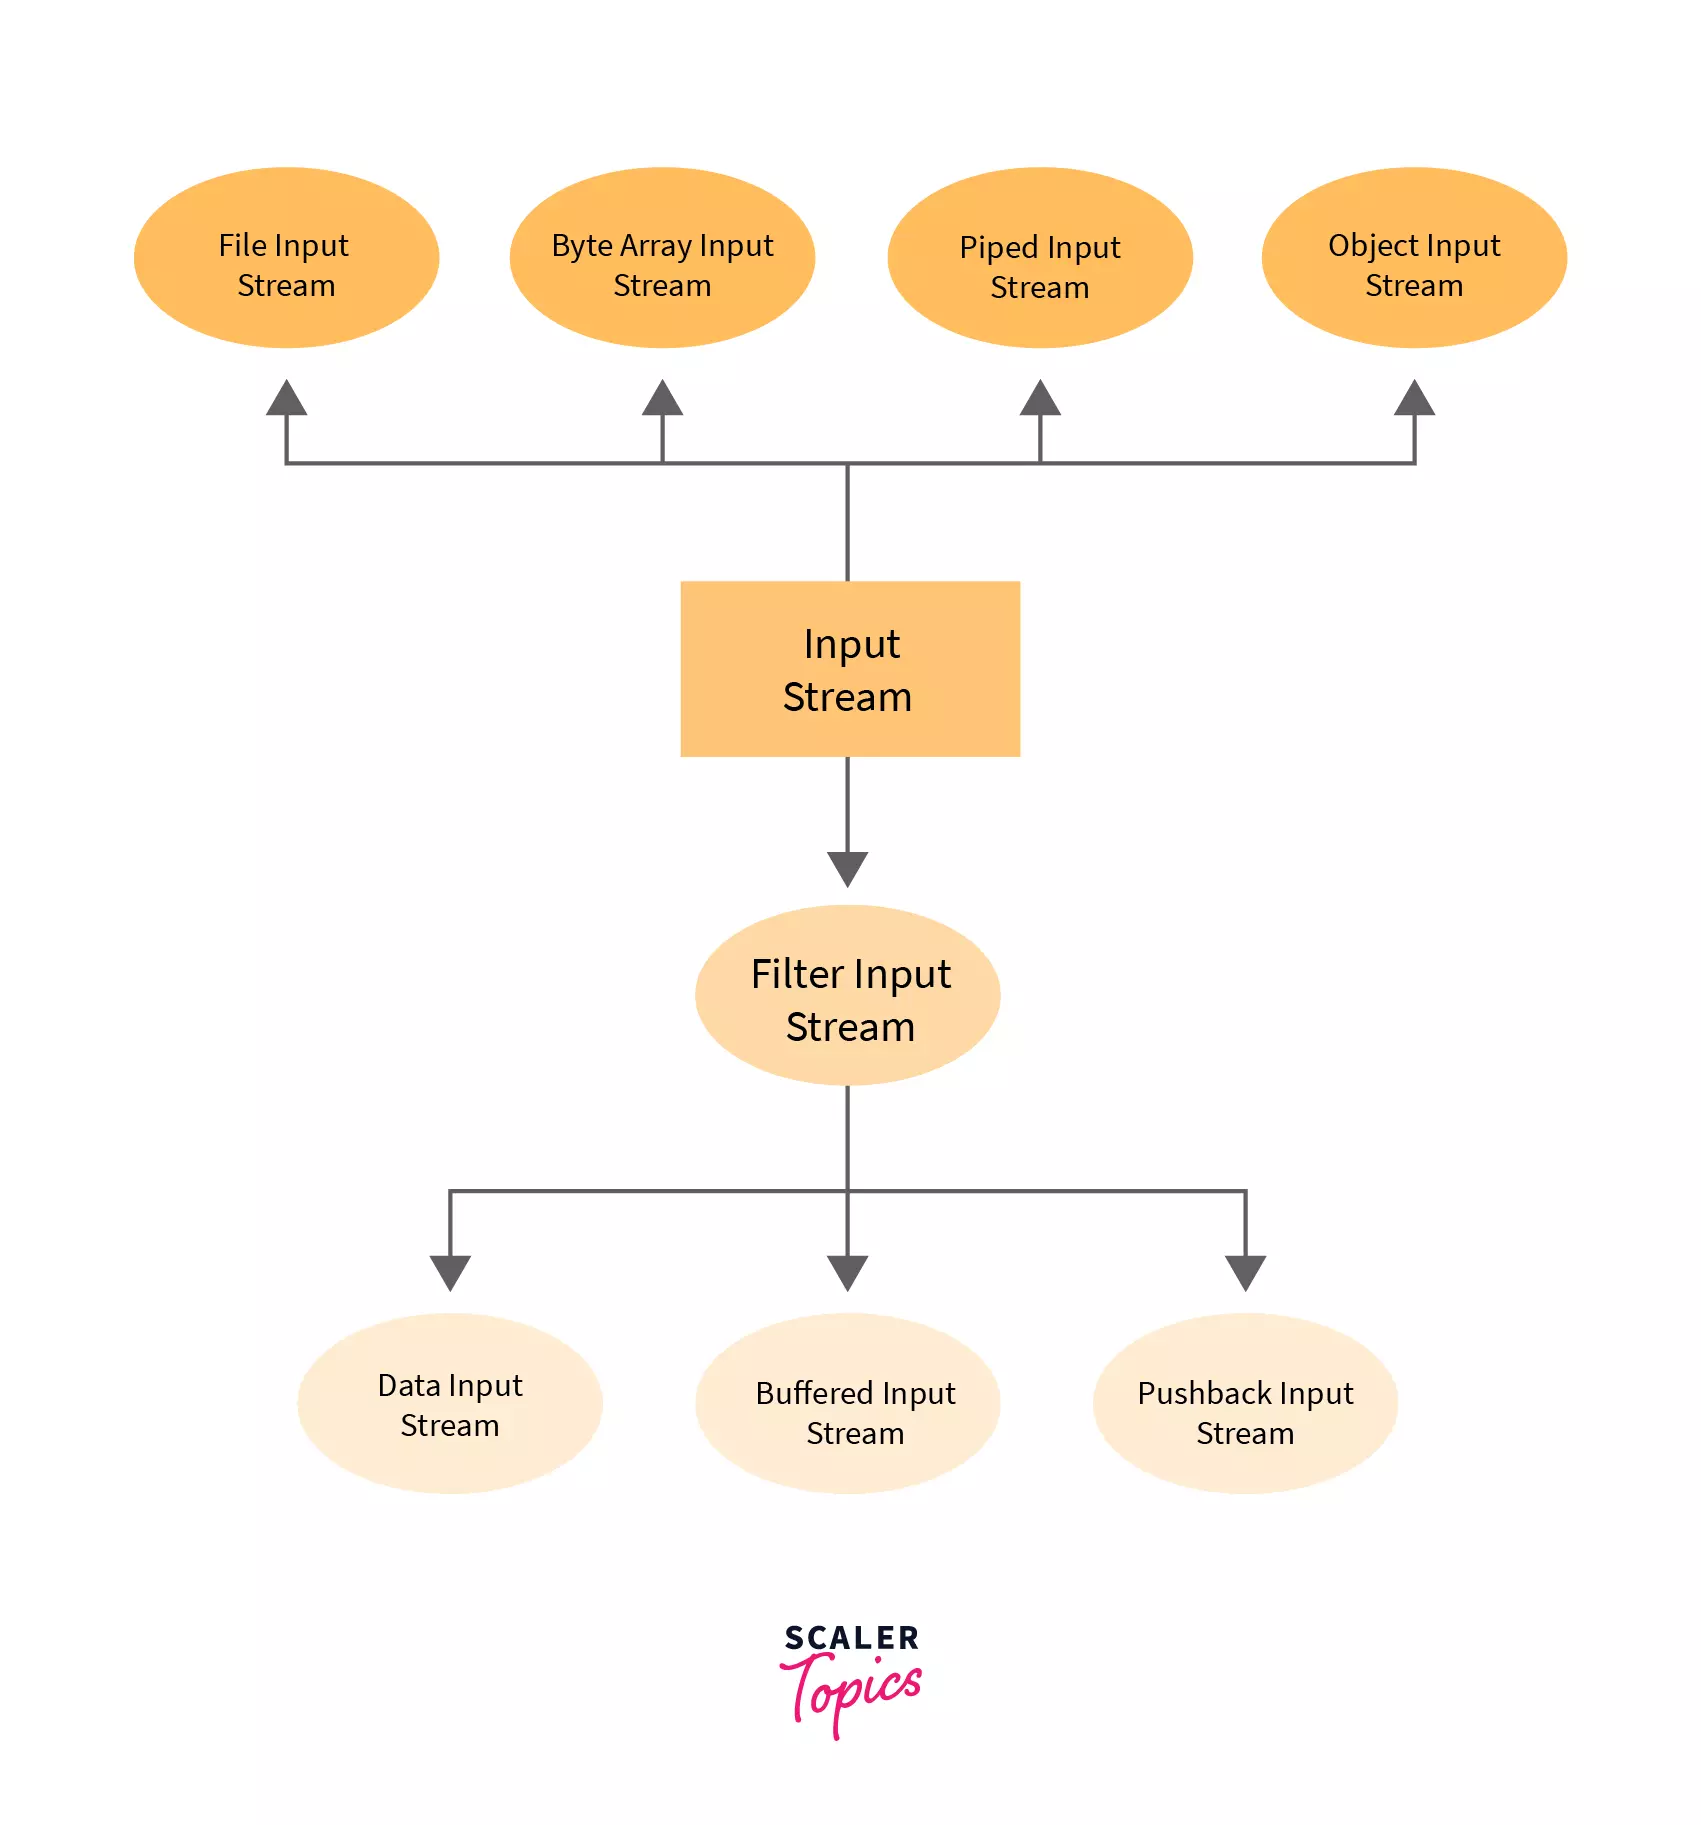 File Input
Stream
Byte Array Input
Stream
Piped Input
Stream
Object Input
Stream
Input
Stream
Filter Input
Stream
Data Input
Stream
Buffered Input
Stream
Pushback Input
Stream
SCALER
Topics